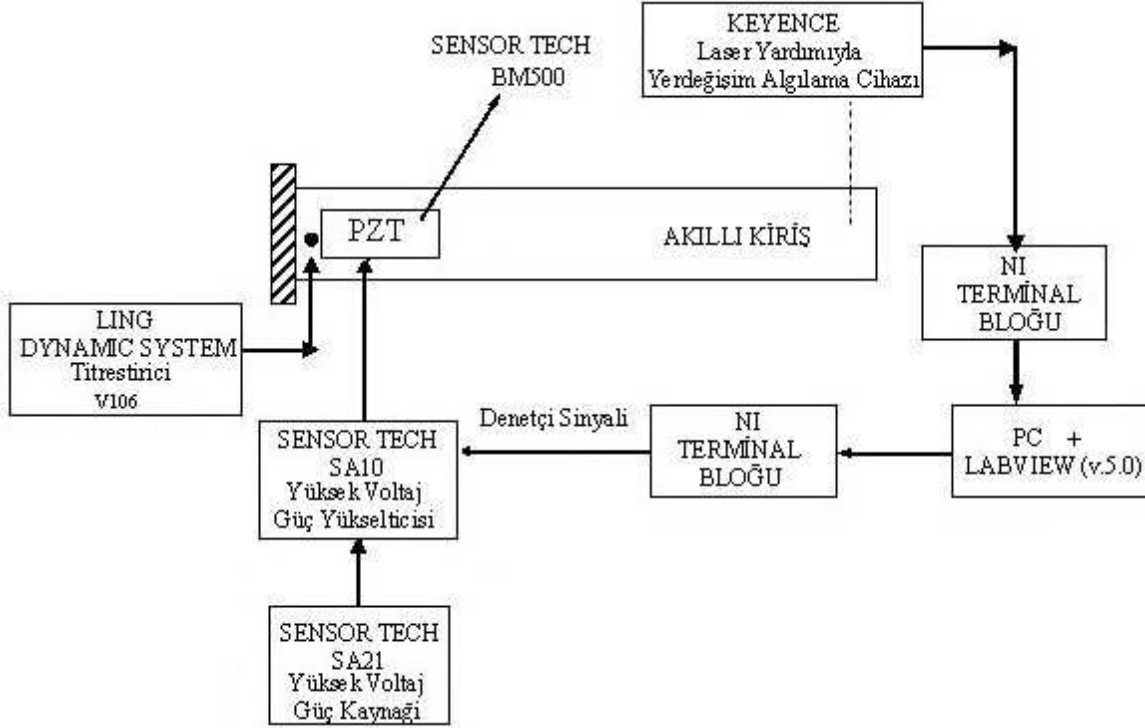 KEYENCE
Laser Yardımıyla
Yerdeğişim Algılama Cihazı
SENSOR TECH
BM500
PZT
AKILLI KİRİŞ
NI
TERMİNAL
BLOĞU
LING
DYNAMIC SYSTEM
Titrestirici
V106
Denetçi Sinyali
NI
TERMİNAL
BLOĞU
PC +
LABVIEW (v.5.0)
SENSOR TECH
SA10
Yüksek Voltaj
Güç Yükselticisi
SENSOR TECH
SA21
Yüksek Voltaj
Güç Kaynaği